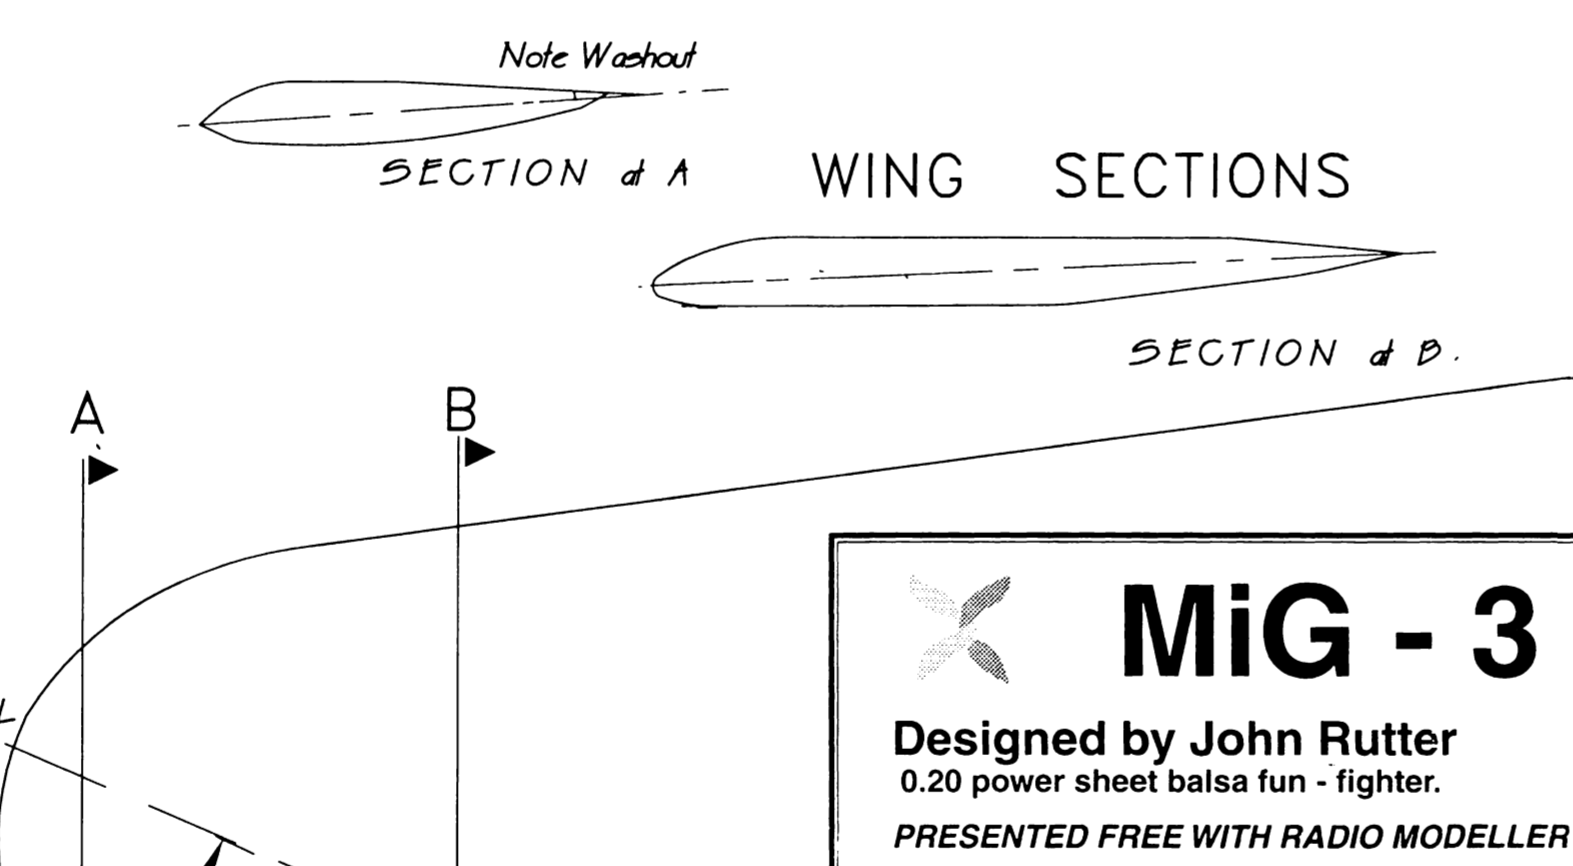 Note Washout
SECTION at A
WING SECTIONS
SECTION at B.
A
B
MiG - 3
Designed by John Rutter
0.20 power sheet balsa fun - fighter.
PRESENTED FREE WITH RADIO MODELLER